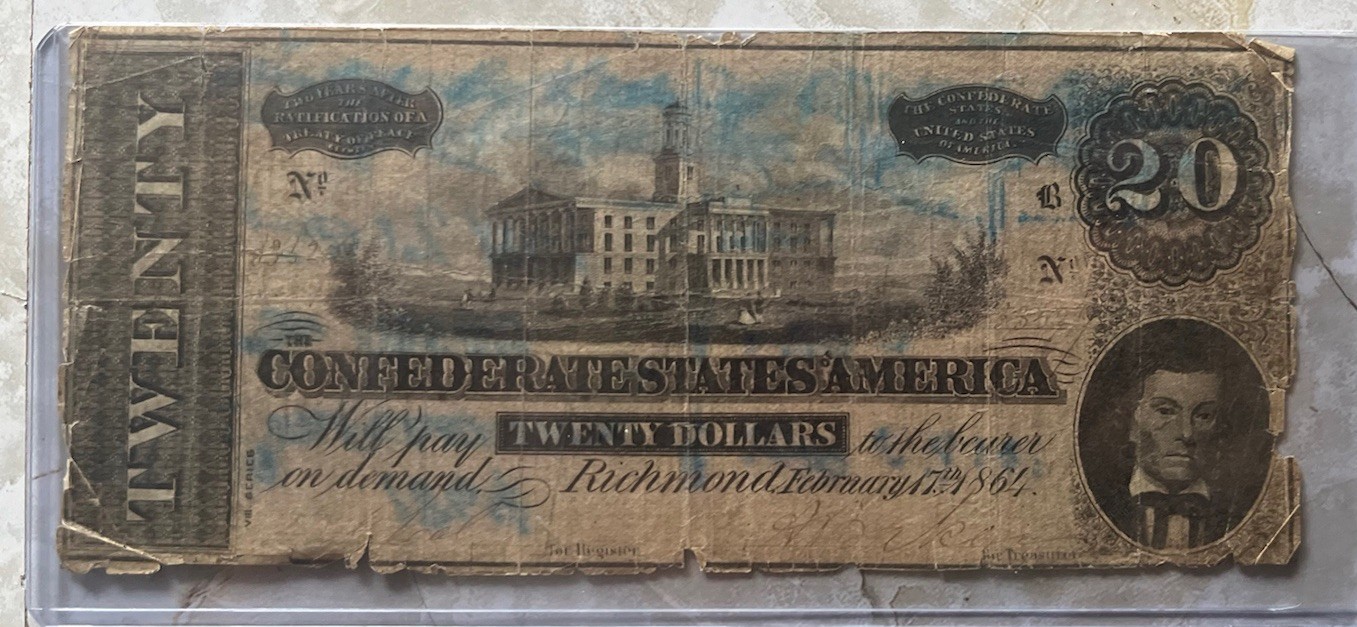 TWENTY
TWO YEARS AFTER
THE
RATIFICATION OF A
TREATY OF PEACE
THE CONFEDERATE
STATES
AND THE
UNITED STATES
OF AMERICA.
20
Nº
B
THE
CONFEDERATE STATES AMERICA
Will pay TWENTY DOLLARS to the bearer
on demand. Richmond, February 17th 1864.
VII SERIES
for Register
for Treasurer